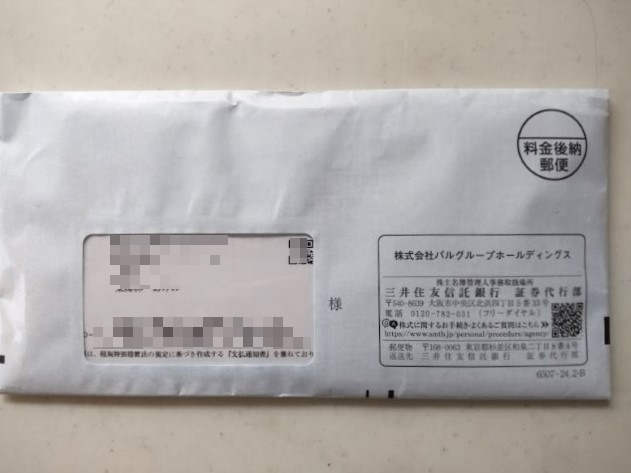 料金後納
郵便
株式会社パルグループホールディングス
株主名簿管理人事務取扱場所
三井住友信託銀行 証券代行部
〒540-8639 大阪市中央区北浜四丁目5番33号
電話 0120-782-031 (フリーダイヤル)
株式に関するお手続き・よくあるご質問はこちら
https://www.smtb.jp/personal/procedure/agency
郵便物 〒168-0063 東京都杉並区和泉二丁目8番4号
返送先 三井住友信託銀行 証券代行部
様
は、租税特別措置法の規定に基づき作成する『支払通知書』を兼ねており
6507-24.2-B